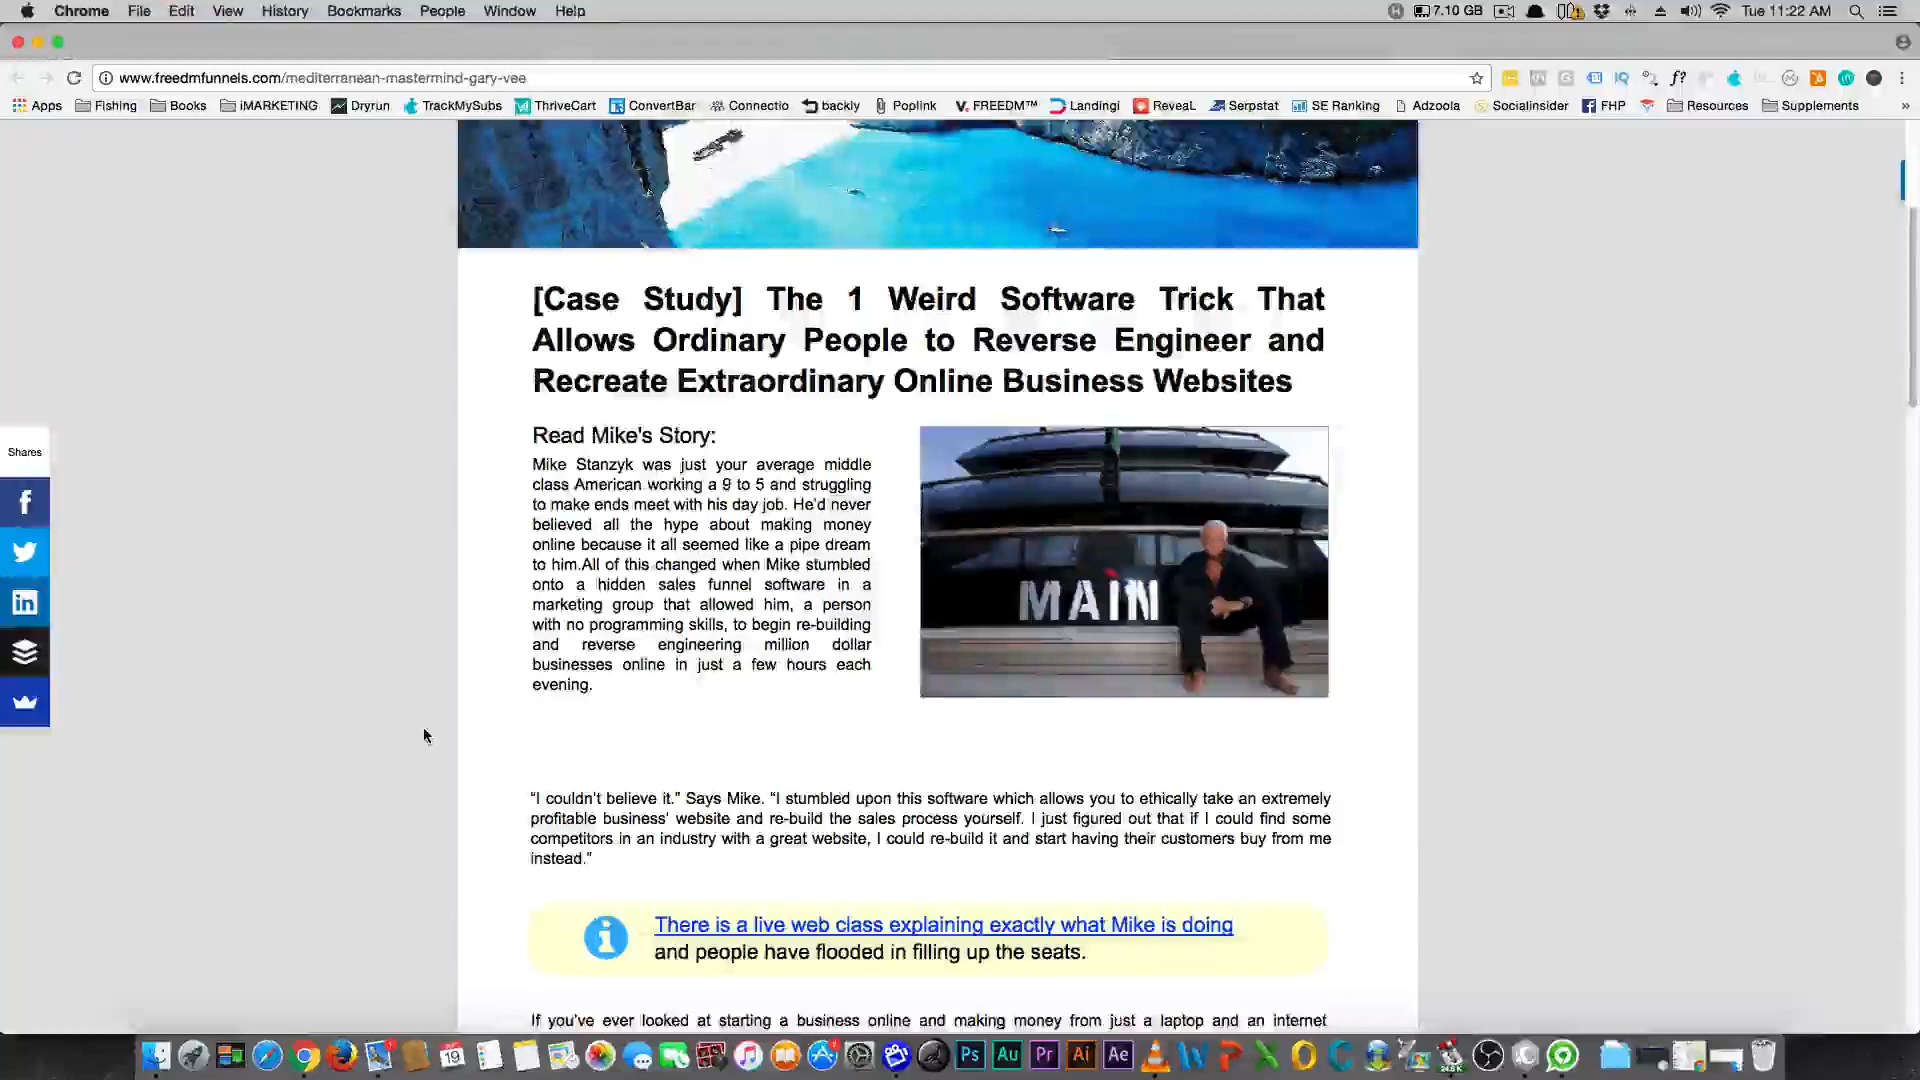 Chrome File Edit View History Bookmarks People Window Help 7.10 GB Tue 11:22 AM
www.freedmfunnels.com/mediterranean-mastermind-gary-vee
Apps Fishing Books iMARKETING Dryrun TrackMySubs ThriveCart ConvertBar Connectio backly Poplink V. FREEDM™ Landingi ReveaL Serpstat SE Ranking Adzoola Socialinsider FHP Resources Supplements »
[Case Study] The 1 Weird Software Trick That
Allows Ordinary People to Reverse Engineer and
Recreate Extraordinary Online Business Websites
Read Mike's Story:
Mike Stanzyk was just your average middle
class American working a 9 to 5 and struggling
to make ends meet with his day job. He'd never
believed all the hype about making money
online because it all seemed like a pipe dream
to him.All of this changed when Mike stumbled
onto a hidden sales funnel software in a
marketing group that allowed him, a person
with no programming skills, to begin re-building
and reverse engineering million dollar
businesses online in just a few hours each
evening.
MAIN
Shares
“I couldn't believe it.” Says Mike. “I stumbled upon this software which allows you to ethically take an extremely
profitable business' website and re-build the sales process yourself. I just figured out that if I could find some
competitors in an industry with a great website, I could re-build it and start having their customers buy from me
instead.”
There is a live web class explaining exactly what Mike is doing
and people have flooded in filling up the seats.
If you've ever looked at starting a business online and making money from just a laptop and an internet
19 Ps Au Pr Ai Ae